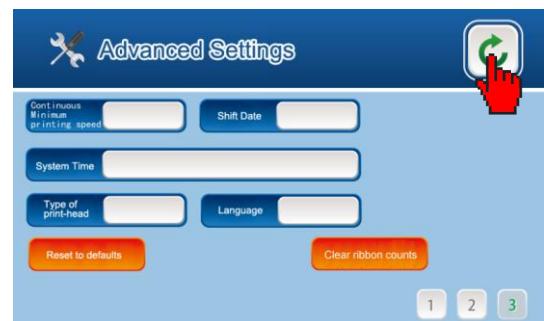 Advanced Settings
Continuous
Minimum
printing speed
Shift Date
System Time
Type of
print-head
Language
Reset to defaults
Clear ribbon counts
1 2 3